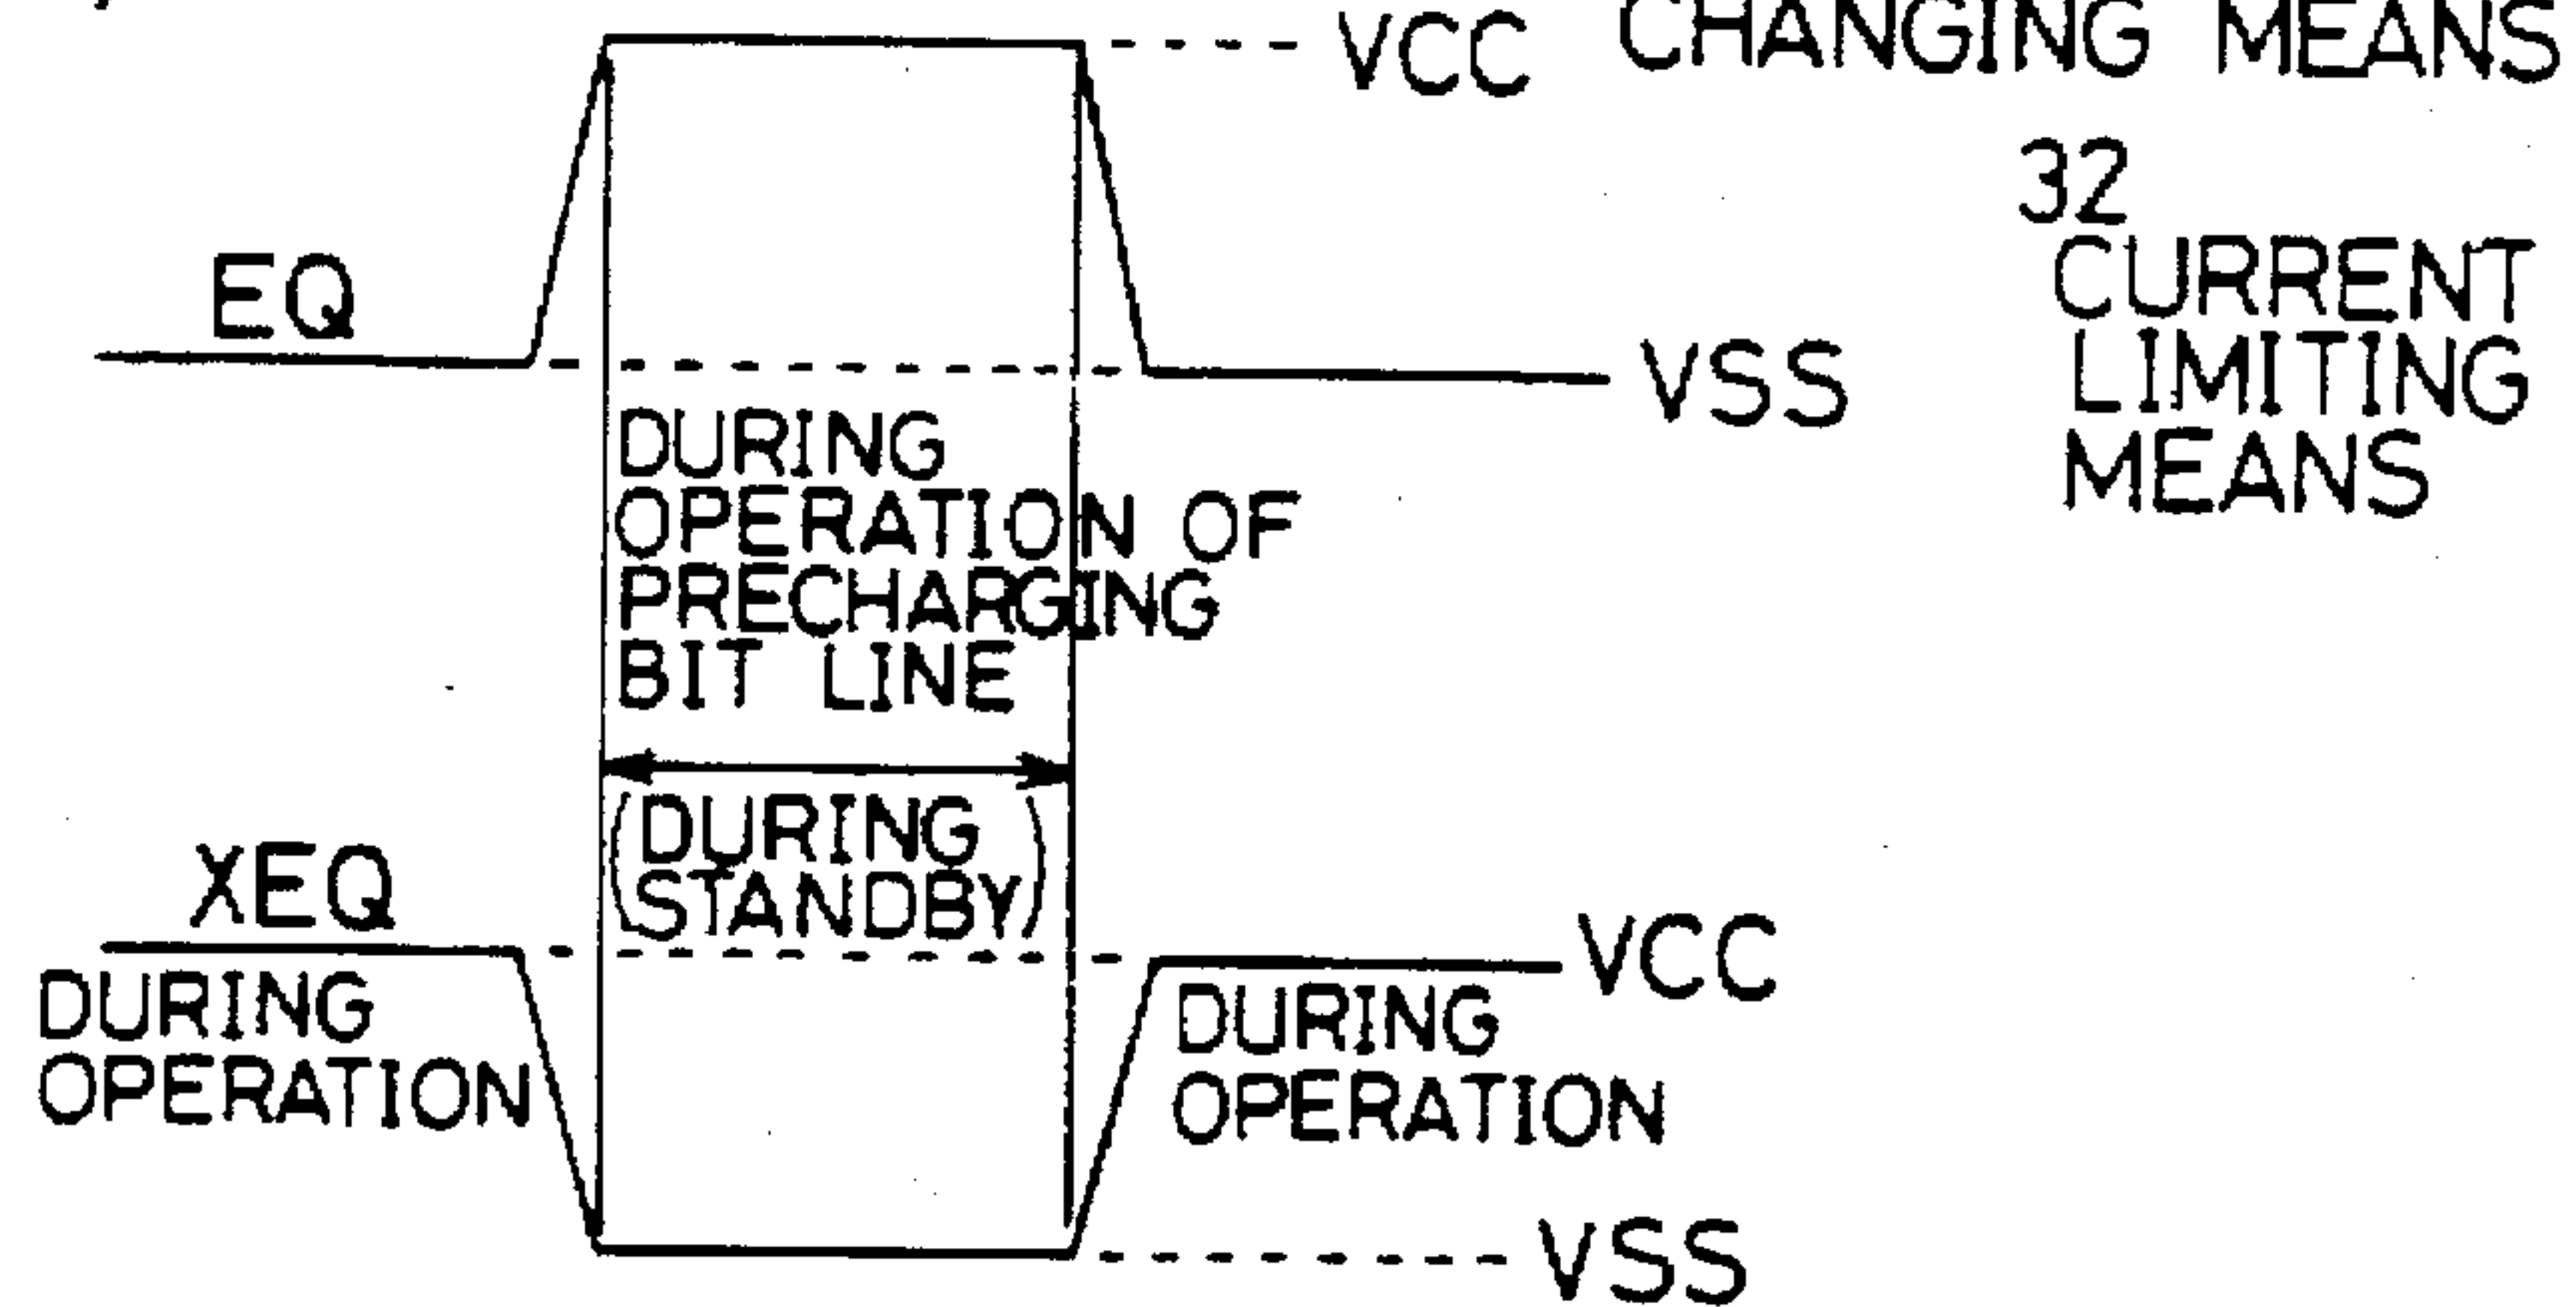 VCC
CHANGING MEANS
32
CURRENT
LIMITING
MEANS
EQ
VSS
DURING
OPERATION OF
PRECHARGING
BIT LINE
(DURING
STANDBY)
XEQ
VCC
DURING
OPERATION
DURING
OPERATION
VSS